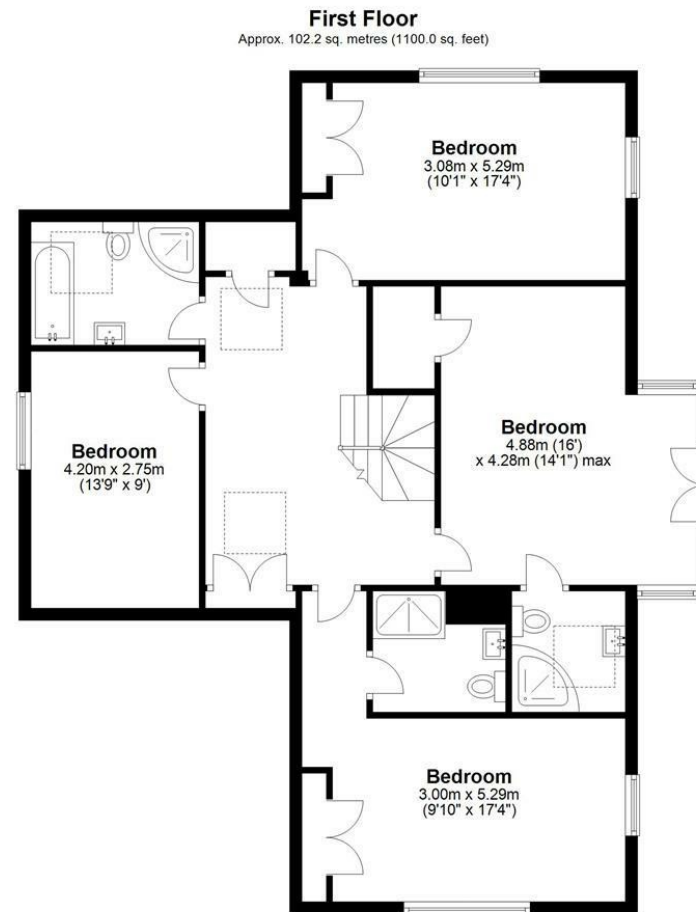 First Floor
Approx. 102.2 sq. metres (1100.0 sq. feet)
Bedroom
3.08m x 5.29m
(10'1" x 17'4")
Bedroom
4.20m x 2.75m
(13'9" x 9')
Bedroom
4.88m (16')
x 4.28m (14'1") max
Bedroom
3.00m x 5.29m
(9'10" x 17'4")